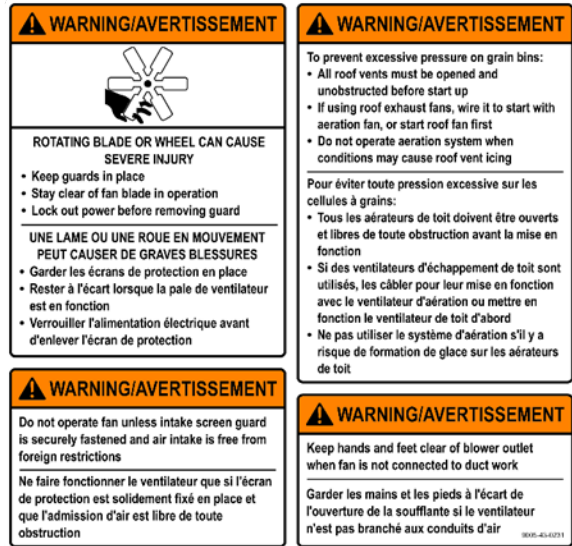 WARNING/AVERTISSEMENT
ROTATING BLADE OR WHEEL CAN CAUSE
SEVERE INJURY
• Keep guards in place
• Stay clear of fan blade in operation
• Lock out power before removing guard
UNE LAME OU UNE ROUE EN MOUVEMENT
PEUT CAUSER DE GRAVES BLESSURES
• Garder les écrans de protection en place
• Rester à l'écart lorsque la pale de ventilateur
est en fonction
• Verrouiller l'alimentation électrique avant
d'enlever l'écran de protection
WARNING/AVERTISSEMENT
Do not operate fan unless intake screen guard
is securely fastened and air intake is free from
foreign restrictions
Ne faire fonctionner le ventilateur que si l'écran
de protection est solidement fixé en place et
que l'admission d'air est libre de toute
obstruction
WARNING/AVERTISSEMENT
To prevent excessive pressure on grain bins:
• All roof vents must be opened and
unobstructed before start up
• If using roof exhaust fans, wire it to start with
aeration fan, or start roof fan first
• Do not operate aeration system when
conditions may cause roof vent icing
Pour éviter toute pression excessive sur les
cellules à grains:
• Tous les aérateurs de toit doivent être ouverts
et libres de toute obstruction avant la mise en
fonction
• Si des ventilateurs d'échappement de toit sont
utilisés, les câbler pour leur mise en fonction
avec le ventilateur d'aération ou mettre en
fonction le ventilateur de toit d'abord
• Ne pas utiliser le système d'aération s'il y a
risque de formation de glace sur les aérateurs
de toit
WARNING/AVERTISSEMENT
Keep hands and feet clear of blower outlet
when fan is not connected to duct work
Garder les mains et les pieds à l'écart de
l'ouverture de la soufflante si le ventilateur
n'est pas branché aux conduits d'air